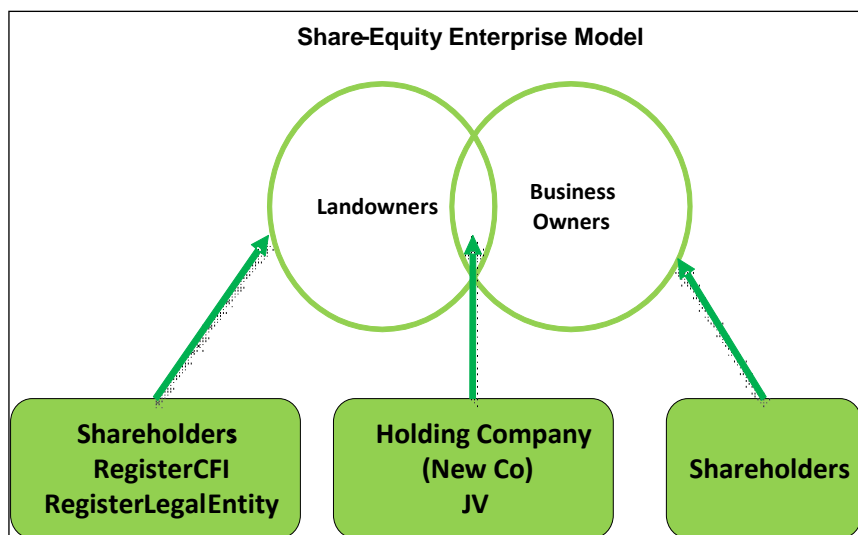 Share-Equity Enterprise Model
Landowners
Business
Owners
Shareholders
RegisterCFI
RegisterLegalEntity
Holding Company
(New Co)
JV
Shareholders